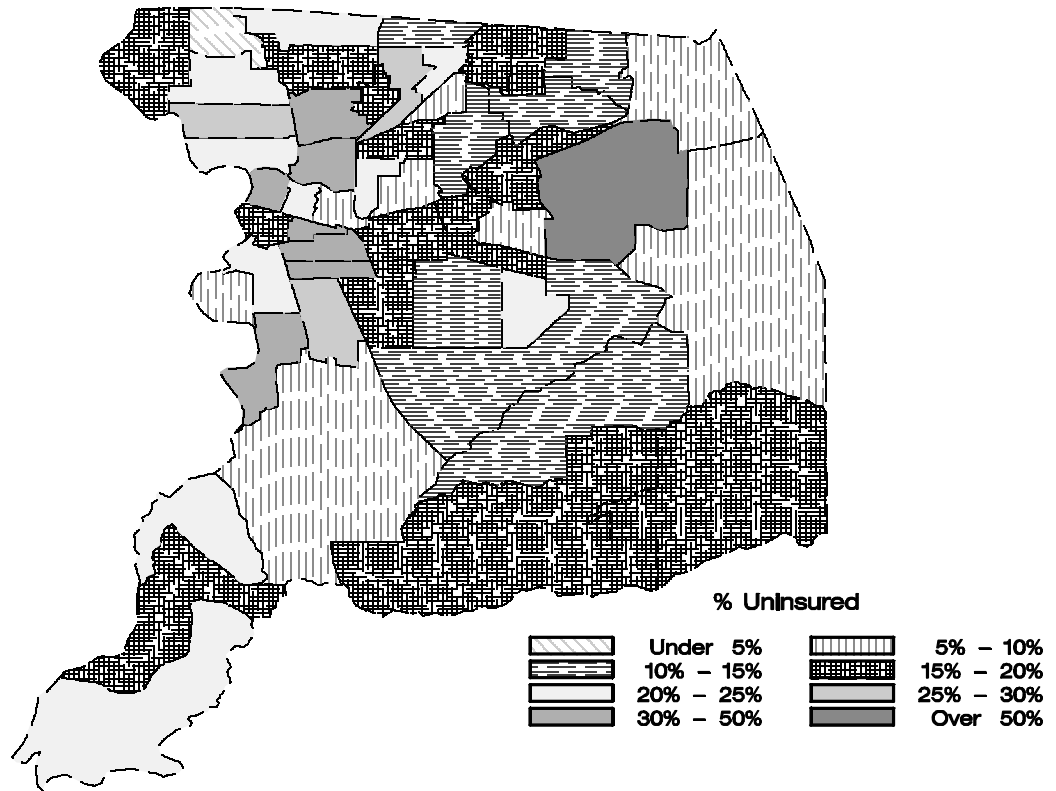 % Uninsured
Under 5% 5% - 10%
10% - 15% 15% - 20%
20% - 25% 25% - 30%
30% - 50% Over 50%